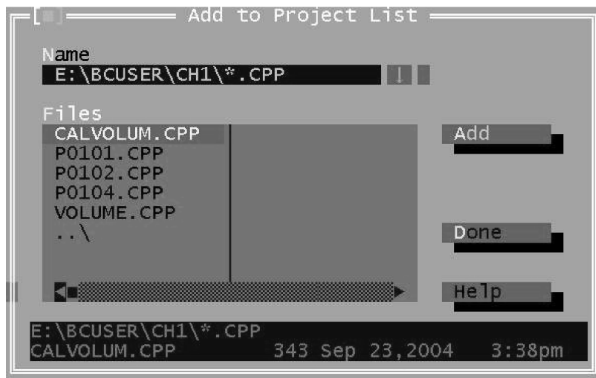 Add to Project List
Name
E:\BCUSER\CH1\*.CPP
Files
CALVOLUM.CPP
P0101.CPP
P0102.CPP
P0104.CPP
VOLUME.CPP
..\
Add
Done
Help
E:\BCUSER\CH1\*.CPP
CALVOLUM.CPP 343 Sep 23,2004 3:38pm